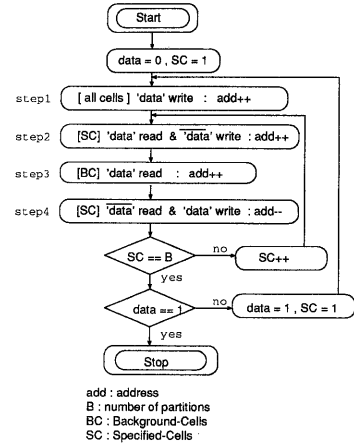 Start
data = 0 , SC = 1
step1 [ all cells ] 'data' write : add++
step2 [SC] 'data' read & 'd̅a̅t̅a̅' write : add++
step3 [BC] 'data' read : add++
step4 [SC] 'd̅a̅t̅a̅' read & 'data' write : add--
SC == B
no
SC++
yes
data == 1
no
data = 1 , SC = 1
yes
Stop
add : address
B : number of partitions
BC : Background-Cells
SC : Specified-Cells